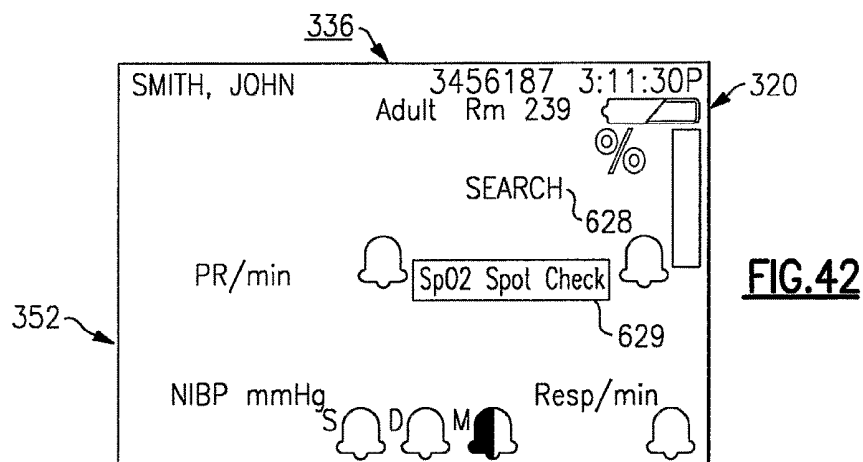 336
SMITH, JOHN 3456187 3:11:30P
320
Adult Rm 239
%
SEARCH
628
PR/min
SpO2 Spot Check
FIG.42
352
629
NIBP mmHg
Resp/min
S D M